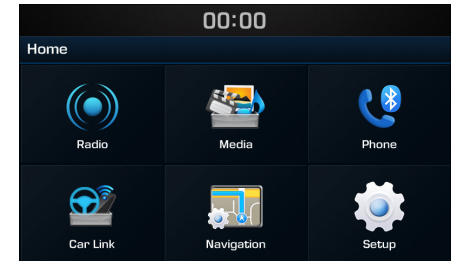 00:00
Home
Radio
Media
Phone
Car Link
Navigation
Setup